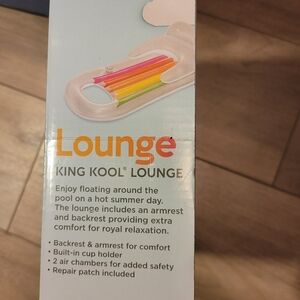 Lounge
KING KOOL® LOUNGE
Enjoy floating around the
pool on a hot summer day.
The lounge includes an armrest
and backrest providing extra
comfort for royal relaxation.
• Backrest & armrest for comfort
• Built-in cup holder
• 2 air chambers for added safety
• Repair patch included